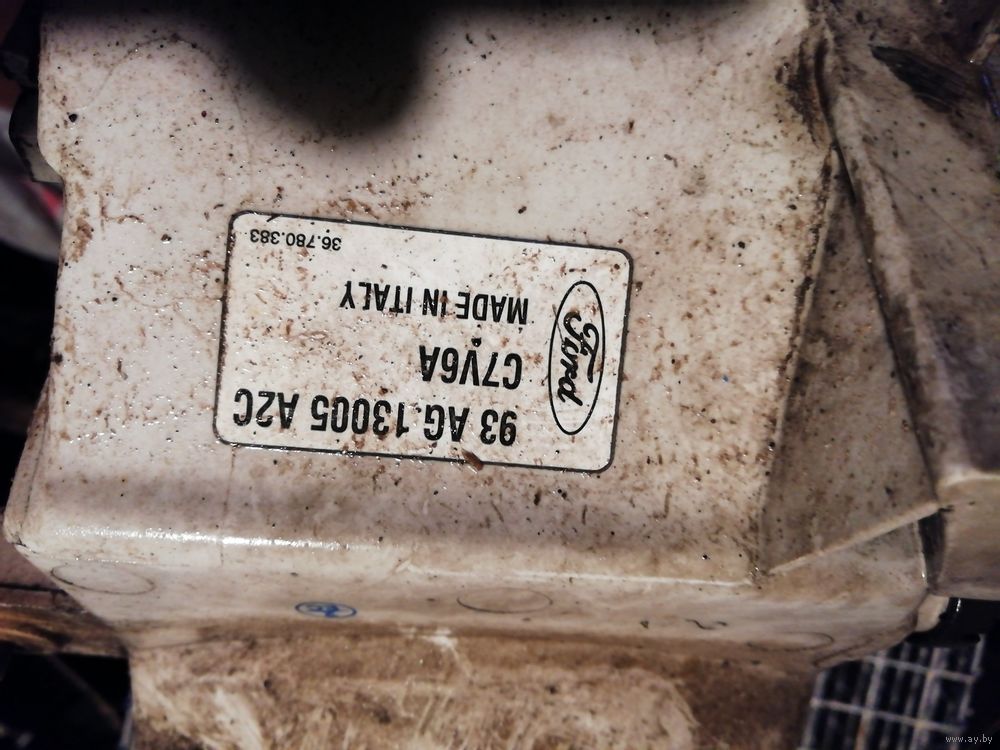 Ford
93 AG 13005 A2C
C7V6A
MADE IN ITALY
36.780.383
www.ay.by